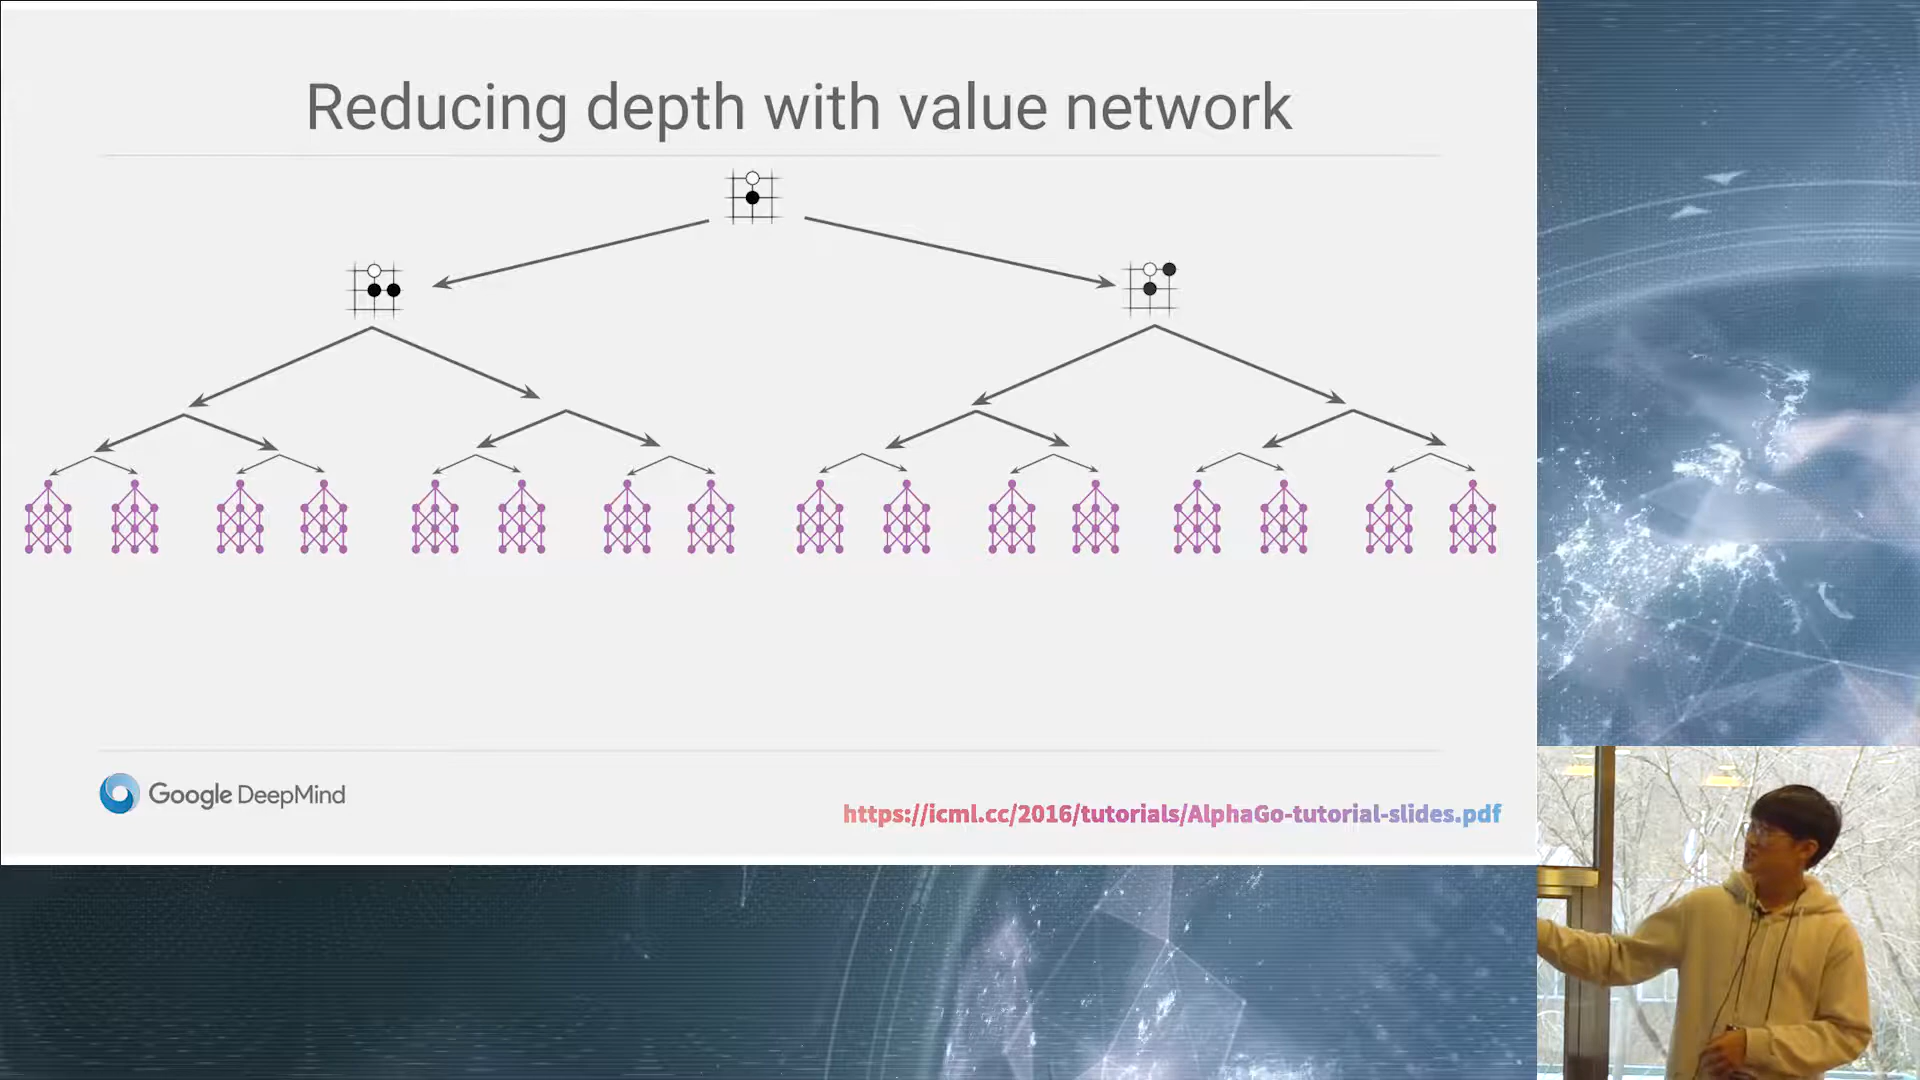 Reducing depth with value network
Google DeepMind
https://icml.cc/2016/tutorials/AlphaGo-tutorial-slides.pdf